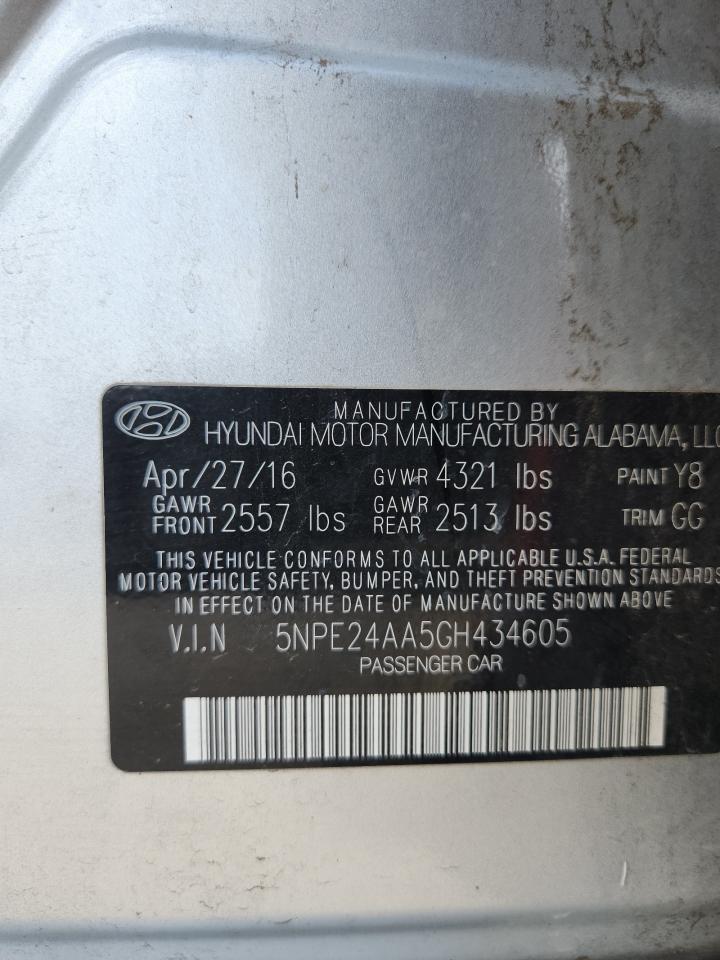 MANUFACTURED BY
HYUNDAI MOTOR MANUFACTURING ALABAMA, LLC
Apr/27/16 GVWR 4321 lbs PAINT Y8
GAWR FRONT 2557 lbs GAWR REAR 2513 lbs TRIM GG
THIS VEHICLE CONFORMS TO ALL APPLICABLE U.S.A. FEDERAL
MOTOR VEHICLE SAFETY, BUMPER, AND THEFT PREVENTION STANDARDS
IN EFFECT ON THE DATE OF MANUFACTURE SHOWN ABOVE
V.I.N 5NPE24AA5GH434605
PASSENGER CAR